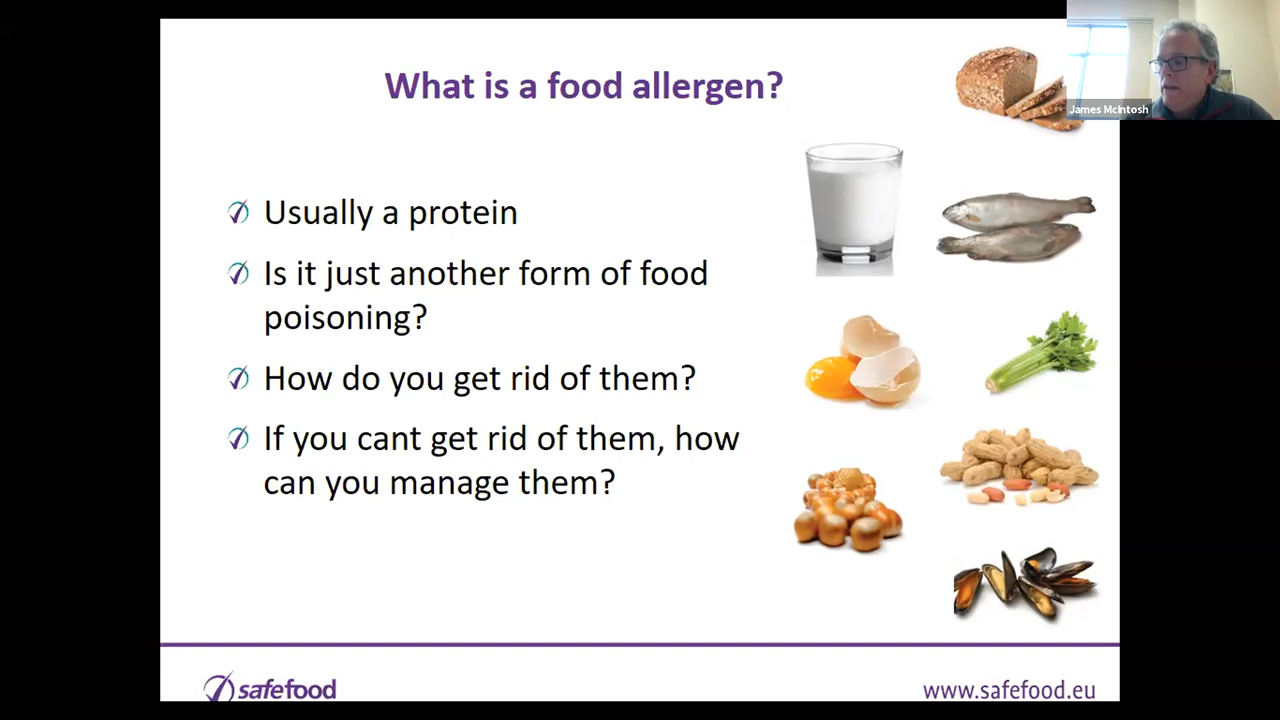 What is a food allergen?
James McIntosh
Usually a protein
Is it just another form of food
poisoning?
How do you get rid of them?
If you cant get rid of them, how
can you manage them?
safefood
www.safefood.eu